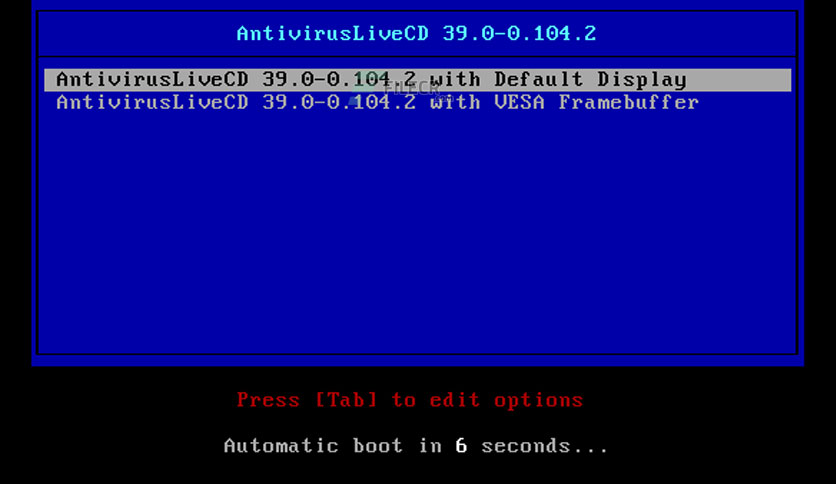 AntivirusLiveCD 39.0-0.104.2
AntivirusLiveCD 39.0-0.104.2 with Default Display
FILECR
AntivirusLiveCD 39.0-0.104.2 with VESA Framebuffer
Press [Tab] to edit options
Automatic boot in 6 seconds...